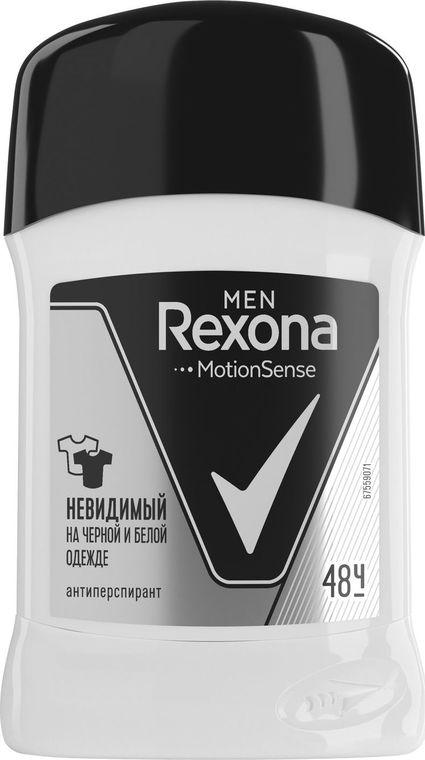 MEN
Rexona
MotionSense
НЕВИДИМЫЙ
НА ЧЕРНОЙ И БЕЛОЙ
ОДЕЖДЕ
антиперспирант
48ч
67559071